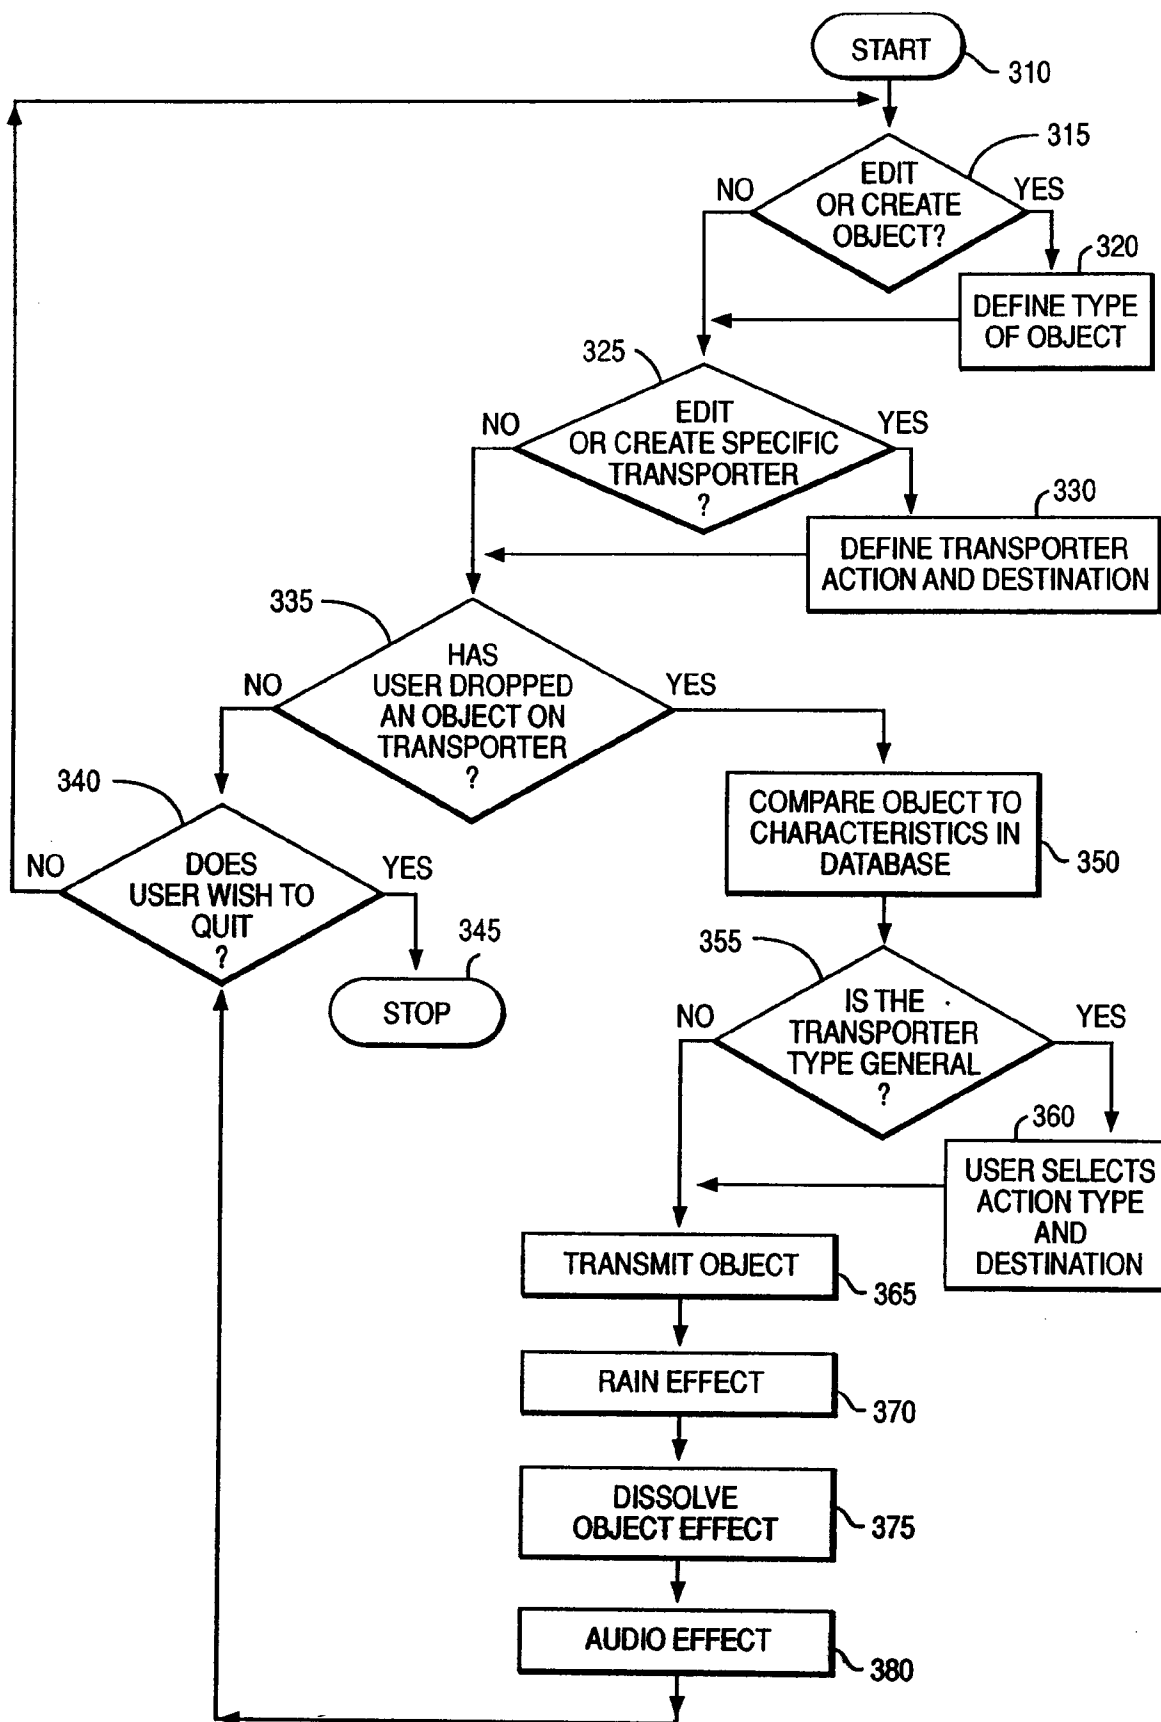 START
310
315
EDIT
OR CREATE
OBJECT?
NO
YES
320
DEFINE TYPE
OF OBJECT
325
EDIT
OR CREATE SPECIFIC
TRANSPORTER
?
NO
YES
330
DEFINE TRANSPORTER
ACTION AND DESTINATION
335
HAS
USER DROPPED
AN OBJECT ON
TRANSPORTER
?
NO
YES
340
DOES
USER WISH TO
QUIT
?
NO
YES
345
STOP
COMPARE OBJECT TO
CHARACTERISTICS IN
DATABASE
350
355
IS THE
TRANSPORTER
TYPE GENERAL
?
NO
YES
360
USER SELECTS
ACTION TYPE
AND
DESTINATION
TRANSMIT OBJECT
365
RAIN EFFECT
370
DISSOLVE
OBJECT EFFECT
375
AUDIO EFFECT
380